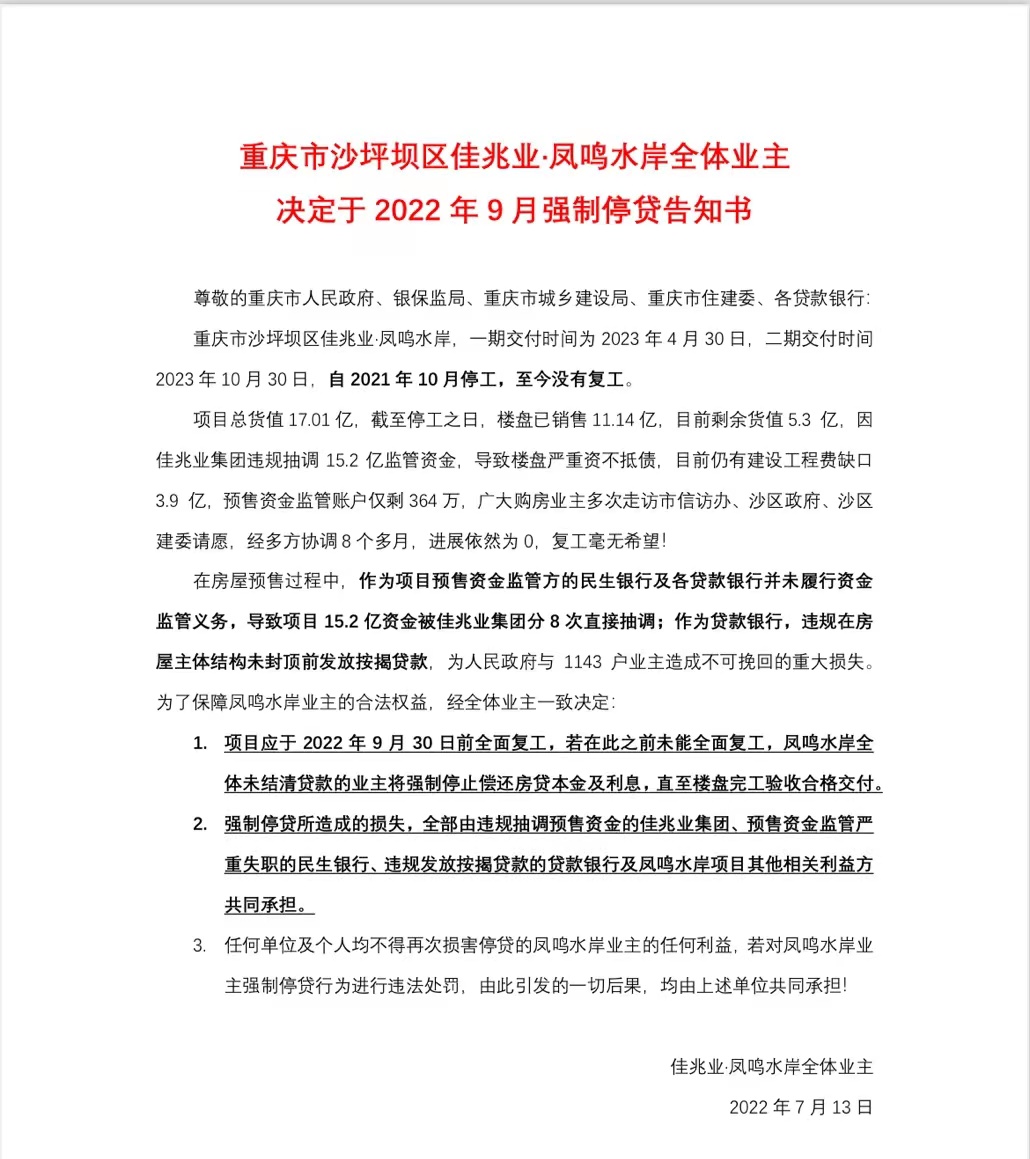 重庆市沙坪坝区佳兆业·凤鸣水岸全体业主
决定于 2022 年 9 月强制停贷告知书
尊敬的重庆市人民政府、银保监局、重庆市城乡建设局、重庆市住建委、各贷款银行：
重庆市沙坪坝区佳兆业·凤鸣水岸，一期交付时间为 2023 年 4 月 30 日，二期交付时间
2023 年 10 月 30 日，自 2021 年 10 月停工，至今没有复工。
项目总货值 17.01 亿，截至停工之日，楼盘已销售 11.14 亿，目前剩余货值 5.3 亿，因
佳兆业集团违规抽调 15.2 亿监管资金，导致楼盘严重资不抵债，目前仍有建设工程费缺口
3.9 亿，预售资金监管账户仅剩 364 万，广大购房业主多次走访市信访办、沙区政府、沙区
建委请愿，经多方协调 8 个多月，进展依然为 0，复工毫无希望！
在房屋预售过程中，作为项目预售资金监管方的民生银行及各贷款银行并未履行资金
监管义务，导致项目 15.2 亿资金被佳兆业集团分 8 次直接抽调；作为贷款银行，违规在房
屋主体结构未封顶前发放按揭贷款，为人民政府与 1143 户业主造成不可挽回的重大损失。
为了保障凤鸣水岸业主的合法权益，经全体业主一致决定：
1. 项目应于 2022 年 9 月 30 日前全面复工，若在此之前未能全面复工，凤鸣水岸全
体未结清贷款的业主将强制停止偿还房贷本金及利息，直至楼盘完工验收合格交付。
2. 强制停贷所造成的损失，全部由违规抽调预售资金的佳兆业集团、预售资金监管严
重失职的民生银行、违规发放按揭贷款的贷款银行及凤鸣水岸项目其他相关利益方
共同承担。
3. 任何单位及个人均不得再次损害停贷的凤鸣水岸业主的任何利益，若对凤鸣水岸业
主强制停贷行为进行违法处罚，由此引发的一切后果，均由上述单位共同承担！
佳兆业·凤鸣水岸全体业主
2022 年 7 月 13 日